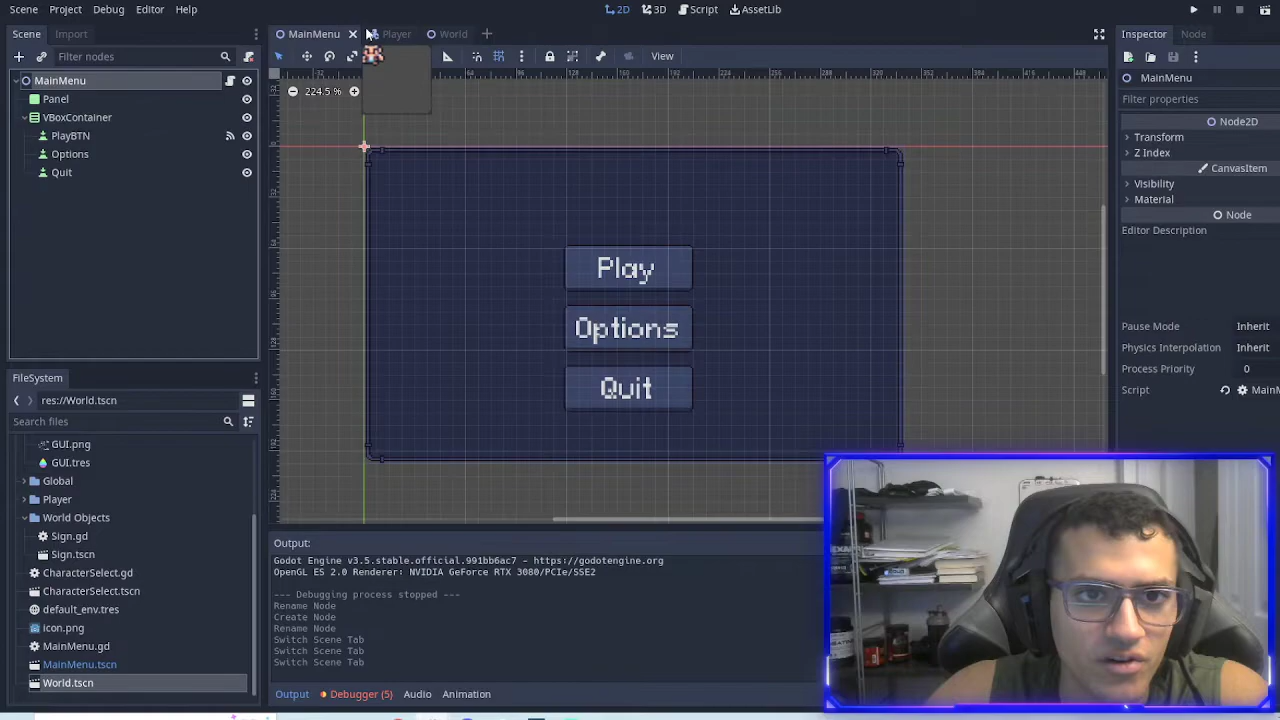 Scene Project Debug Editor Help
2D 3D Script AssetLib
Scene Import
MainMenu Player World
Inspector Node
Filter nodes
View
MainMenu
MainMenu
Panel
224.5 %
Filter properties
VBoxContainer
Node2D
PlayBTN
Transform
Options
Z Index
Quit
CanvasItem
Visibility
Material
Node
Editor Description
Play
Options
Quit
Pause Mode Inherit
Physics Interpolation Inherit
Process Priority 0
Script MainM
FileSystem
res://World.tscn
Search files
GUI.png
GUI.tres
Global
Player
World Objects
Sign.gd
Sign.tscn
CharacterSelect.gd
CharacterSelect.tscn
default_env.tres
icon.png
MainMenu.gd
MainMenu.tscn
World.tscn
Output:
Godot Engine v3.5.stable.official.991bb6ac7 - https://godotengine.org
OpenGL ES 2.0 Renderer: NVIDIA GeForce RTX 3080/PCIe/SSE2
--- Debugging process stopped ---
Rename Node
Create Node
Rename Node
Switch Scene Tab
Switch Scene Tab
Switch Scene Tab
Output Debugger (5) Audio Animation